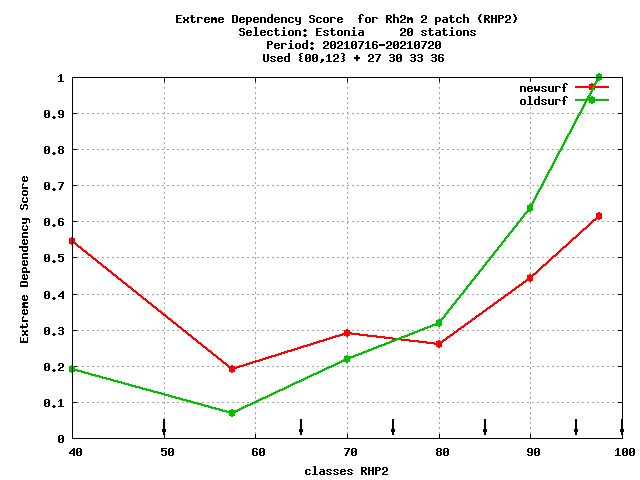 Extreme Dependency Score  for Rh2m 2 patch (RHP2)
Selection: Estonia     20 stations
Period: 20210716-20210720
Used {00,12} + 27 30 33 36
newsurf
oldsurf
Extreme Dependency Score
1
0.9
0.8
0.7
0.6
0.5
0.4
0.3
0.2
0.1
0
40 50 60 70 80 90 100
classes RHP2